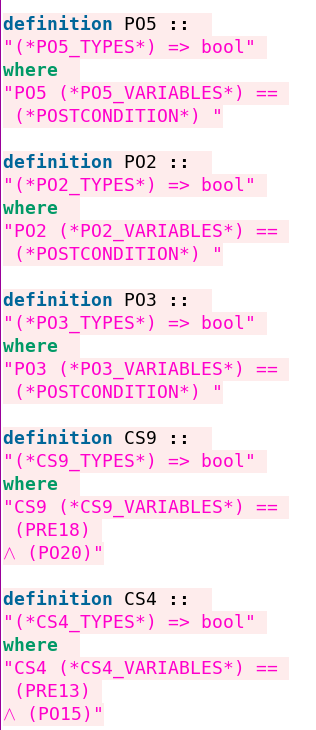 definition PO5 ::
"(*PO5_TYPES*) => bool"
where
"PO5 (*PO5_VARIABLES*) ==
(*POSTCONDITION*) "
definition PO2 ::
"(*PO2_TYPES*) => bool"
where
"PO2 (*PO2_VARIABLES*) ==
(*POSTCONDITION*) "
definition PO3 ::
"(*PO3_TYPES*) => bool"
where
"PO3 (*PO3_VARIABLES*) ==
(*POSTCONDITION*) "
definition CS9 ::
"(*CS9_TYPES*) => bool"
where
"CS9 (*CS9_VARIABLES*) ==
(PRE18)
∧ (PO20)"
definition CS4 ::
"(*CS4_TYPES*) => bool"
where
"CS4 (*CS4_VARIABLES*) ==
(PRE13)
∧ (PO15)"